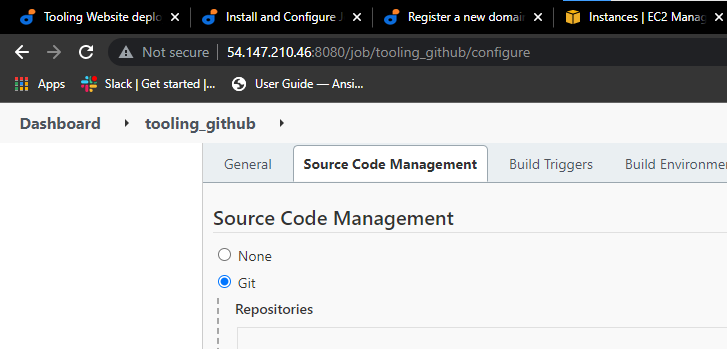 Tooling Website deplo
Install and Configure J
Register a new domain
Instances | EC2 Manag
Not secure | 54.147.210.46:8080/job/tooling_github/configure
Apps Slack | Get started |... User Guide — Ansi...
Dashboard tooling_github
General Source Code Management Build Triggers Build Environme
Source Code Management
None
Git
Repositories